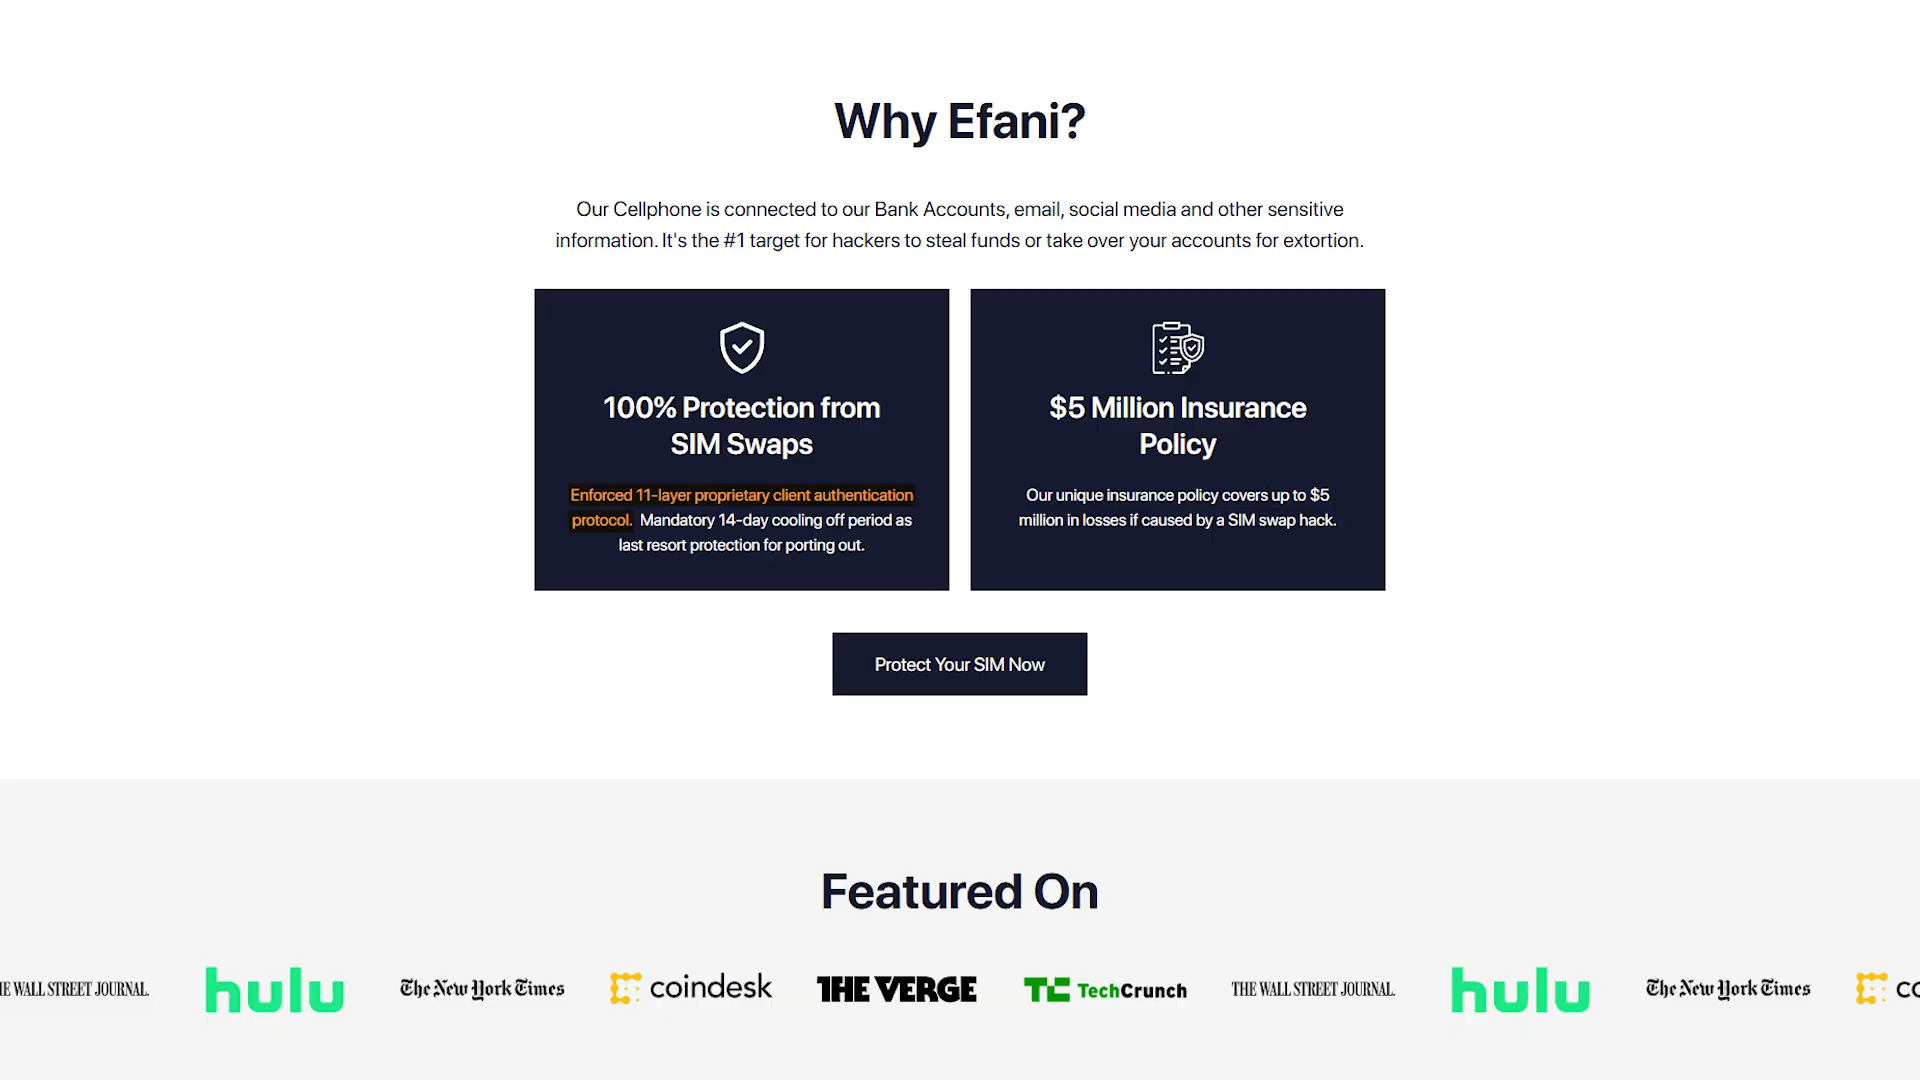 Why Efani?
Our Cellphone is connected to our Bank Accounts, email, social media and other sensitive
information. It's the #1 target for hackers to steal funds or take over your accounts for extortion.
100% Protection from
SIM Swaps
Enforced 11-layer proprietary client authentication
protocol. Mandatory 14-day cooling off period as
last resort protection for porting out.
$5 Million Insurance
Policy
Our unique insurance policy covers up to $5
million in losses if caused by a SIM swap hack.
Protect Your SIM Now
Featured On
WALL STREET JOURNAL. hulu The New York Times coindesk THE VERGE TC TechCrunch THE WALL STREET JOURNAL. hulu The New York Times